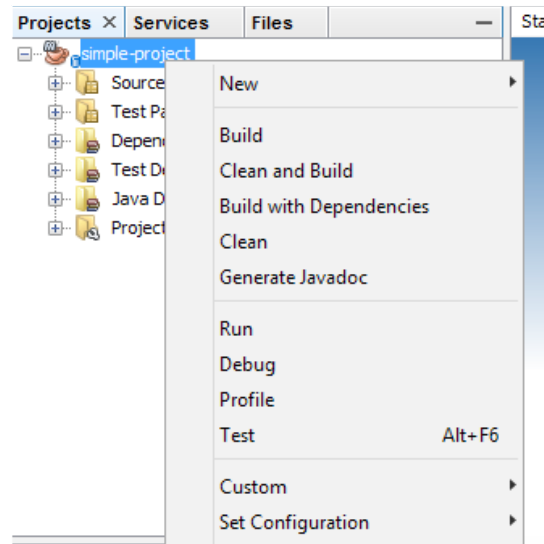 Projects Services Files
simple-project
Source
Test Pa
Depen
Test De
Java D
Project
New
Build
Clean and Build
Build with Dependencies
Clean
Generate Javadoc
Run
Debug
Profile
Test Alt+F6
Custom
Set Configuration
Sta